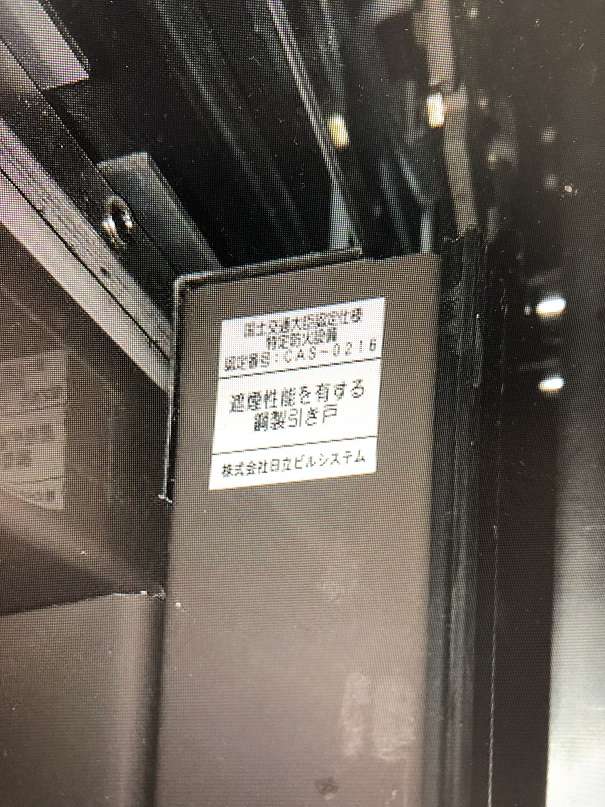 国土交通大臣認定仕様
特定防火設備
認定番号:CAS-0216
遮煙性能を有する
鋼製引き戸
株式会社日立ビルシステム